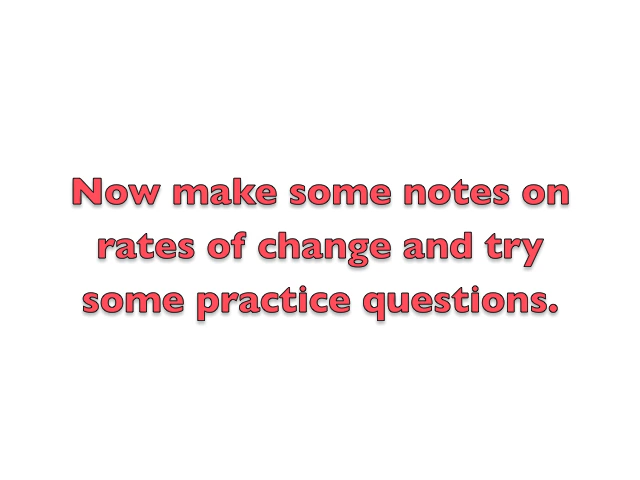 Now make some notes on
rates of change and try
some practice questions.